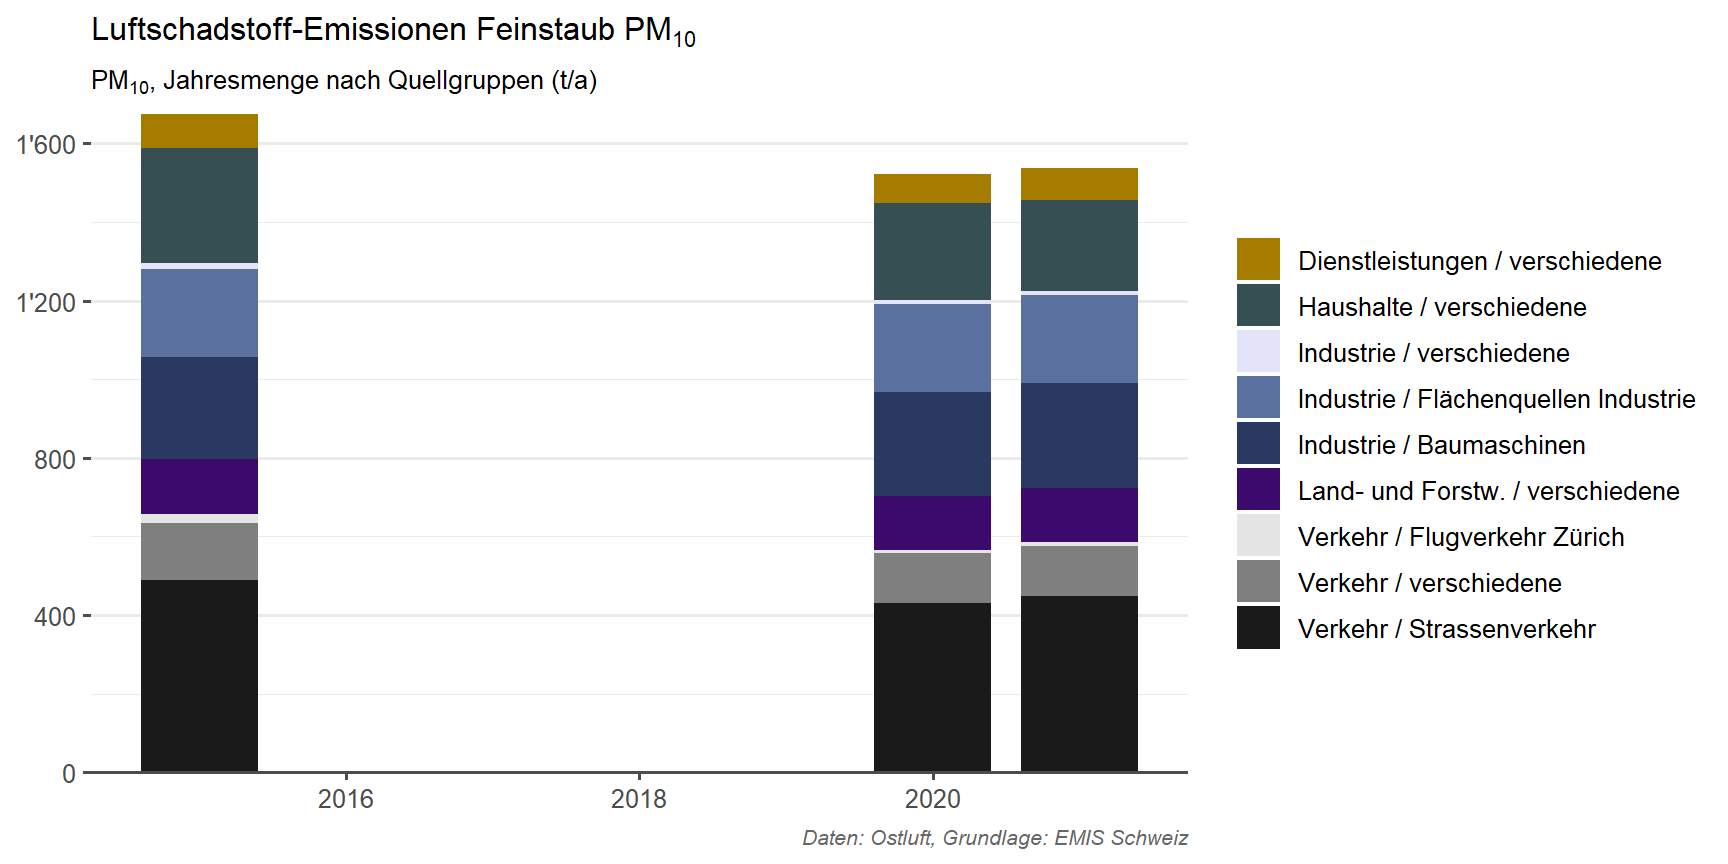 Luftschadstoff-Emissionen Feinstaub PM₁₀
PM₁₀, Jahresmenge nach Quellgruppen (t/a)
1'600
1'200
800
400
0
2016 2018 2020
Dienstleistungen / verschiedene
Haushalte / verschiedene
Industrie / verschiedene
Industrie / Flächenquellen Industrie
Industrie / Baumaschinen
Land- und Forstw. / verschiedene
Verkehr / Flugverkehr Zürich
Verkehr / verschiedene
Verkehr / Strassenverkehr
Daten: Ostluft, Grundlage: EMIS Schweiz